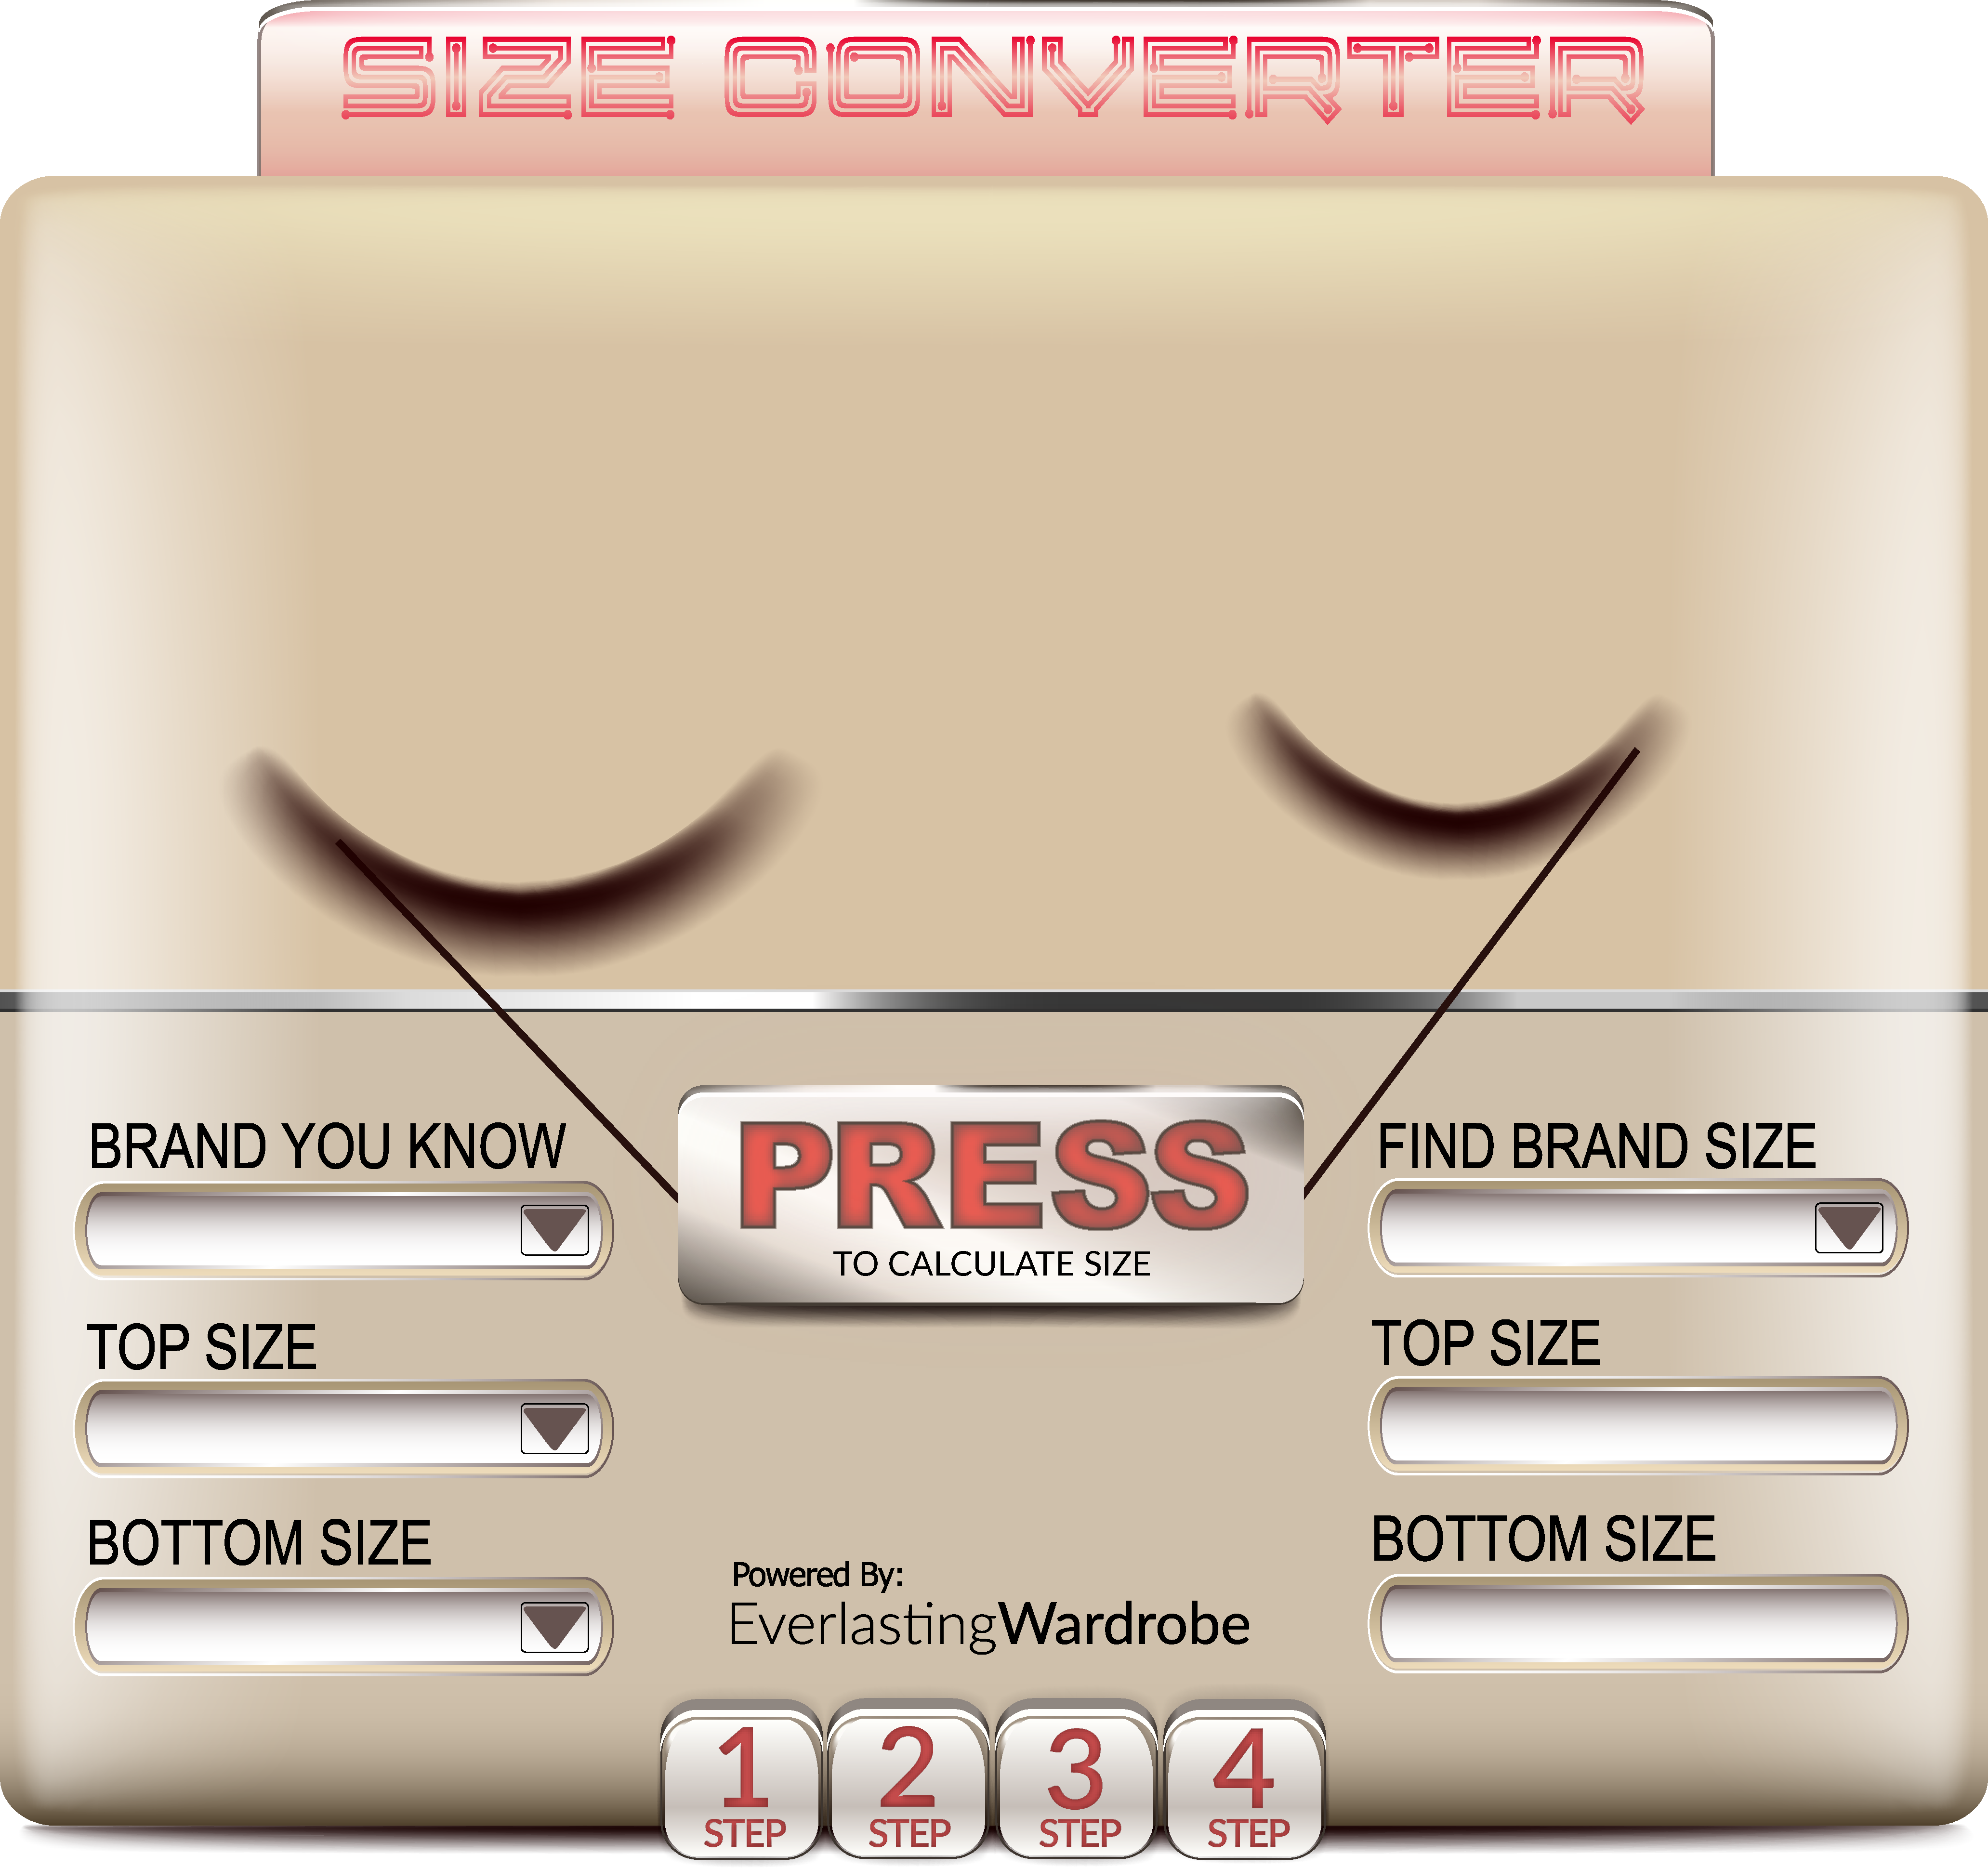 SIZE CONVERTER
BRAND YOU KNOW
TOP SIZE
BOTTOM SIZE
PRESS
TO CALCULATE SIZE
FIND BRAND SIZE
TOP SIZE
BOTTOM SIZE
Powered By:
EverlastingWardrobe
1 2 3 4
STEP STEP STEP STEP